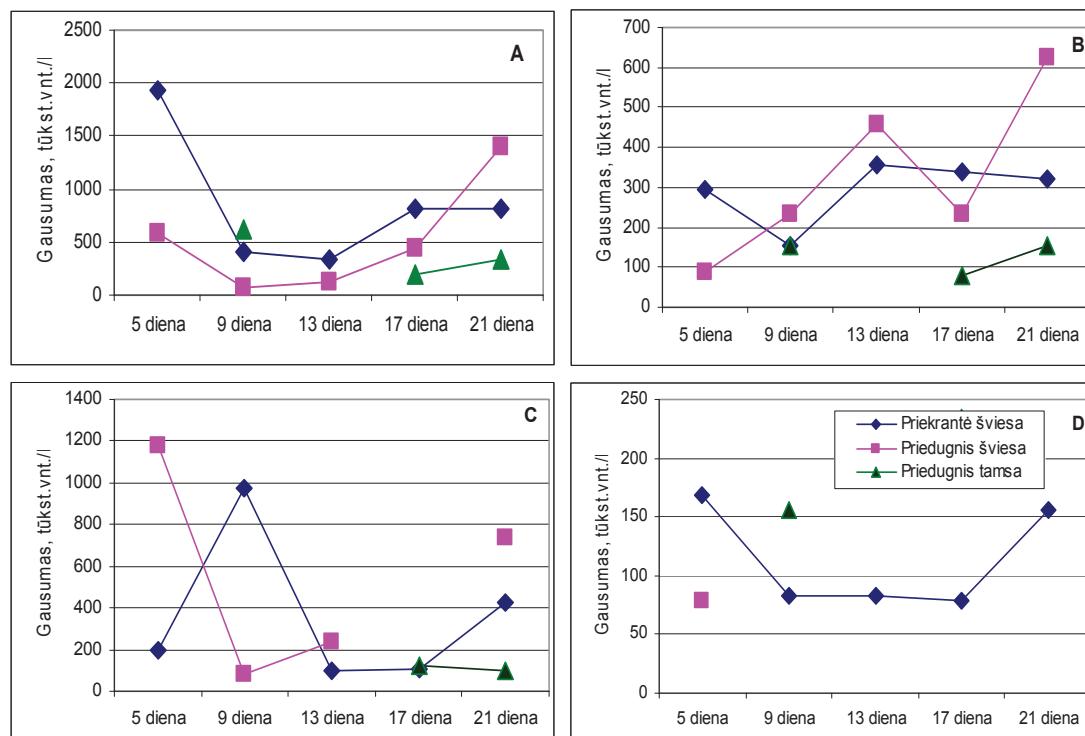 A
Gausumas, tūkst.vnt./l
2500
2000
1500
1000
500
0
5 diena 9 diena 13 diena 17 diena 21 diena
B
Gausumas, tūkst.vnt./l
700
600
500
400
300
200
100
0
5 diena 9 diena 13 diena 17 diena 21 diena
C
Gausumas, tūkst.vnt./l
1400
1200
1000
800
600
400
200
0
5 diena 9 diena 13 diena 17 diena 21 diena
D
Gausumas, tūkst.vnt./l
250
200
150
100
50
0
Priekrantė šviesa
Priedugnis šviesa
Priedugnis tamsa
5 diena 9 diena 13 diena 17 diena 21 diena